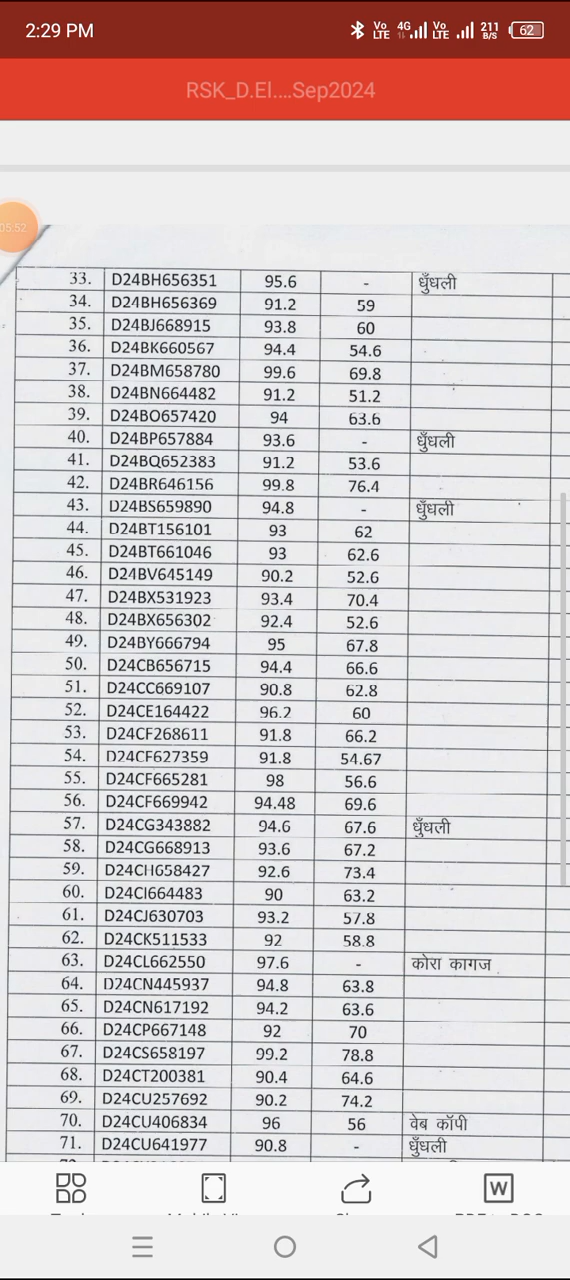 2:29 PM Vo LTE 4G Vo LTE 211 B/S 62
RSK_D.El....Sep2024
05:52
33. D24BH656351 95.6 - धुँधली
34. D24BH656369 91.2 59
35. D24BJ668915 93.8 60
36. D24BK660567 94.4 54.6
37. D24BM658780 99.6 69.8
38. D24BN664482 91.2 51.2
39. D24BO657420 94 63.6
40. D24BP657884 93.6 - धुँधली
41. D24BQ652383 91.2 53.6
42. D24BR646156 99.8 76.4
43. D24BS659890 94.8 - धुँधली
44. D24BT156101 93 62
45. D24BT661046 93 62.6
46. D24BV645149 90.2 52.6
47. D24BX531923 93.4 70.4
48. D24BX656302 92.4 52.6
49. D24BY666794 95 67.8
50. D24CB656715 94.4 66.6
51. D24CC669107 90.8 62.8
52. D24CE164422 96.2 60
53. D24CF268611 91.8 66.2
54. D24CF627359 91.8 54.67
55. D24CF665281 98 56.6
56. D24CF669942 94.48 69.6
57. D24CG343882 94.6 67.6 धुँधली
58. D24CG668913 93.6 67.2
59. D24CH658427 92.6 73.4
60. D24CI664483 90 63.2
61. D24CJ630703 93.2 57.8
62. D24CK511533 92 58.8
63. D24CL662550 97.6 - कोरा कागज
64. D24CN445937 94.8 63.8
65. D24CN617192 94.2 63.6
66. D24CP667148 92 70
67. D24CS658197 99.2 78.8
68. D24CT200381 90.4 64.6
69. D24CU257692 90.2 74.2
70. D24CU406834 96 56 वेब कॉपी
71. D24CU641977 90.8 - धुँधली
W